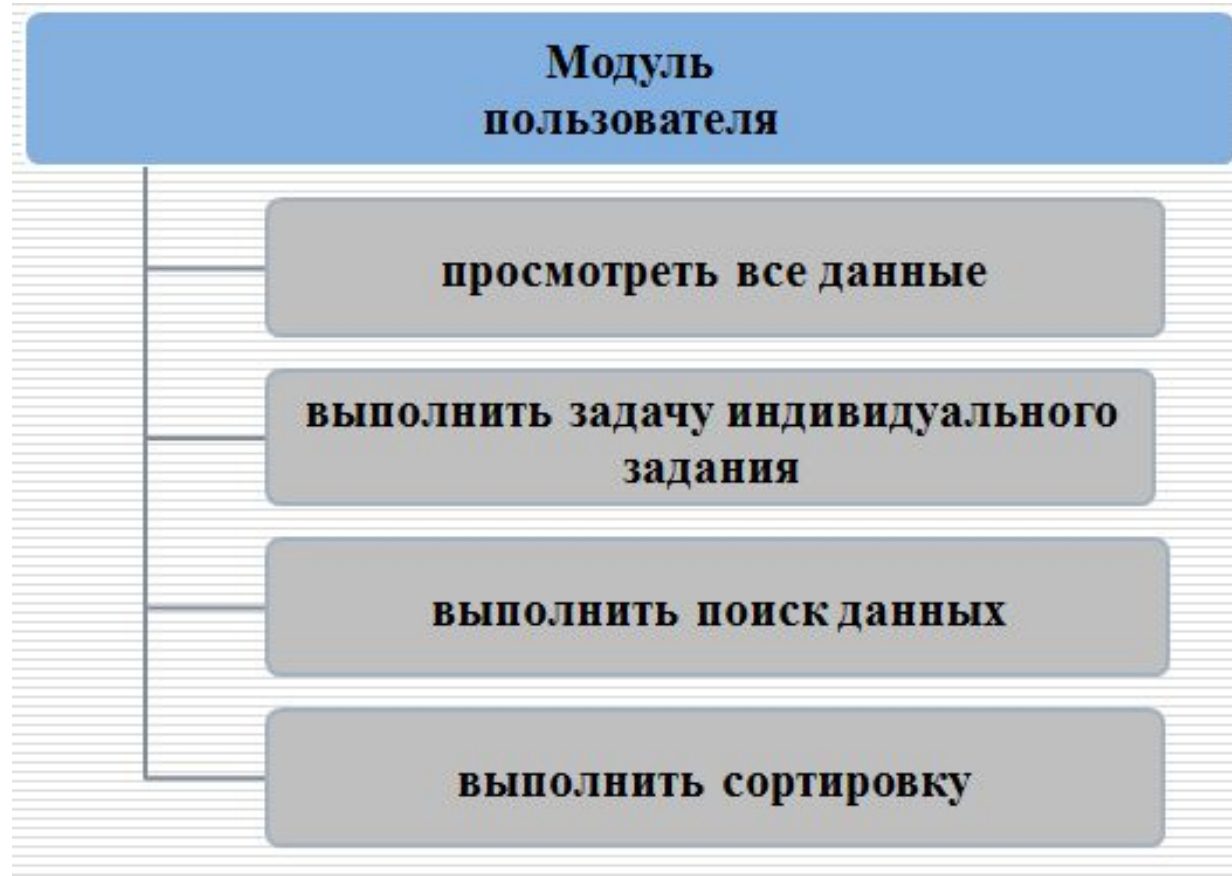 Модуль
пользователя
просмотреть все данные
выполнить задачу индивидуального
задания
выполнить поиск данных
выполнить сортировку